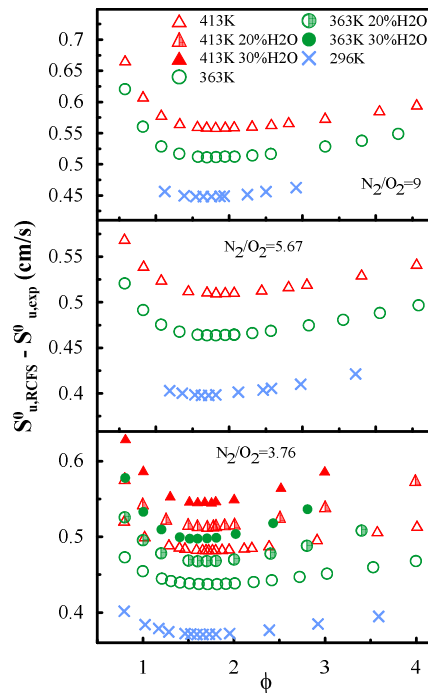 413K
413K 20%H2O
413K 30%H2O
363K
363K 20%H2O
363K 30%H2O
296K
0.7
0.65
0.6
0.55
0.5
0.45
N₂/O₂=9
0.55
0.5
0.45
0.4
N₂/O₂=5.67
0.6
0.5
0.4
N₂/O₂=3.76
S⁰u,RCFS - S⁰u,exp (cm/s)
1 2 3 4
ϕ